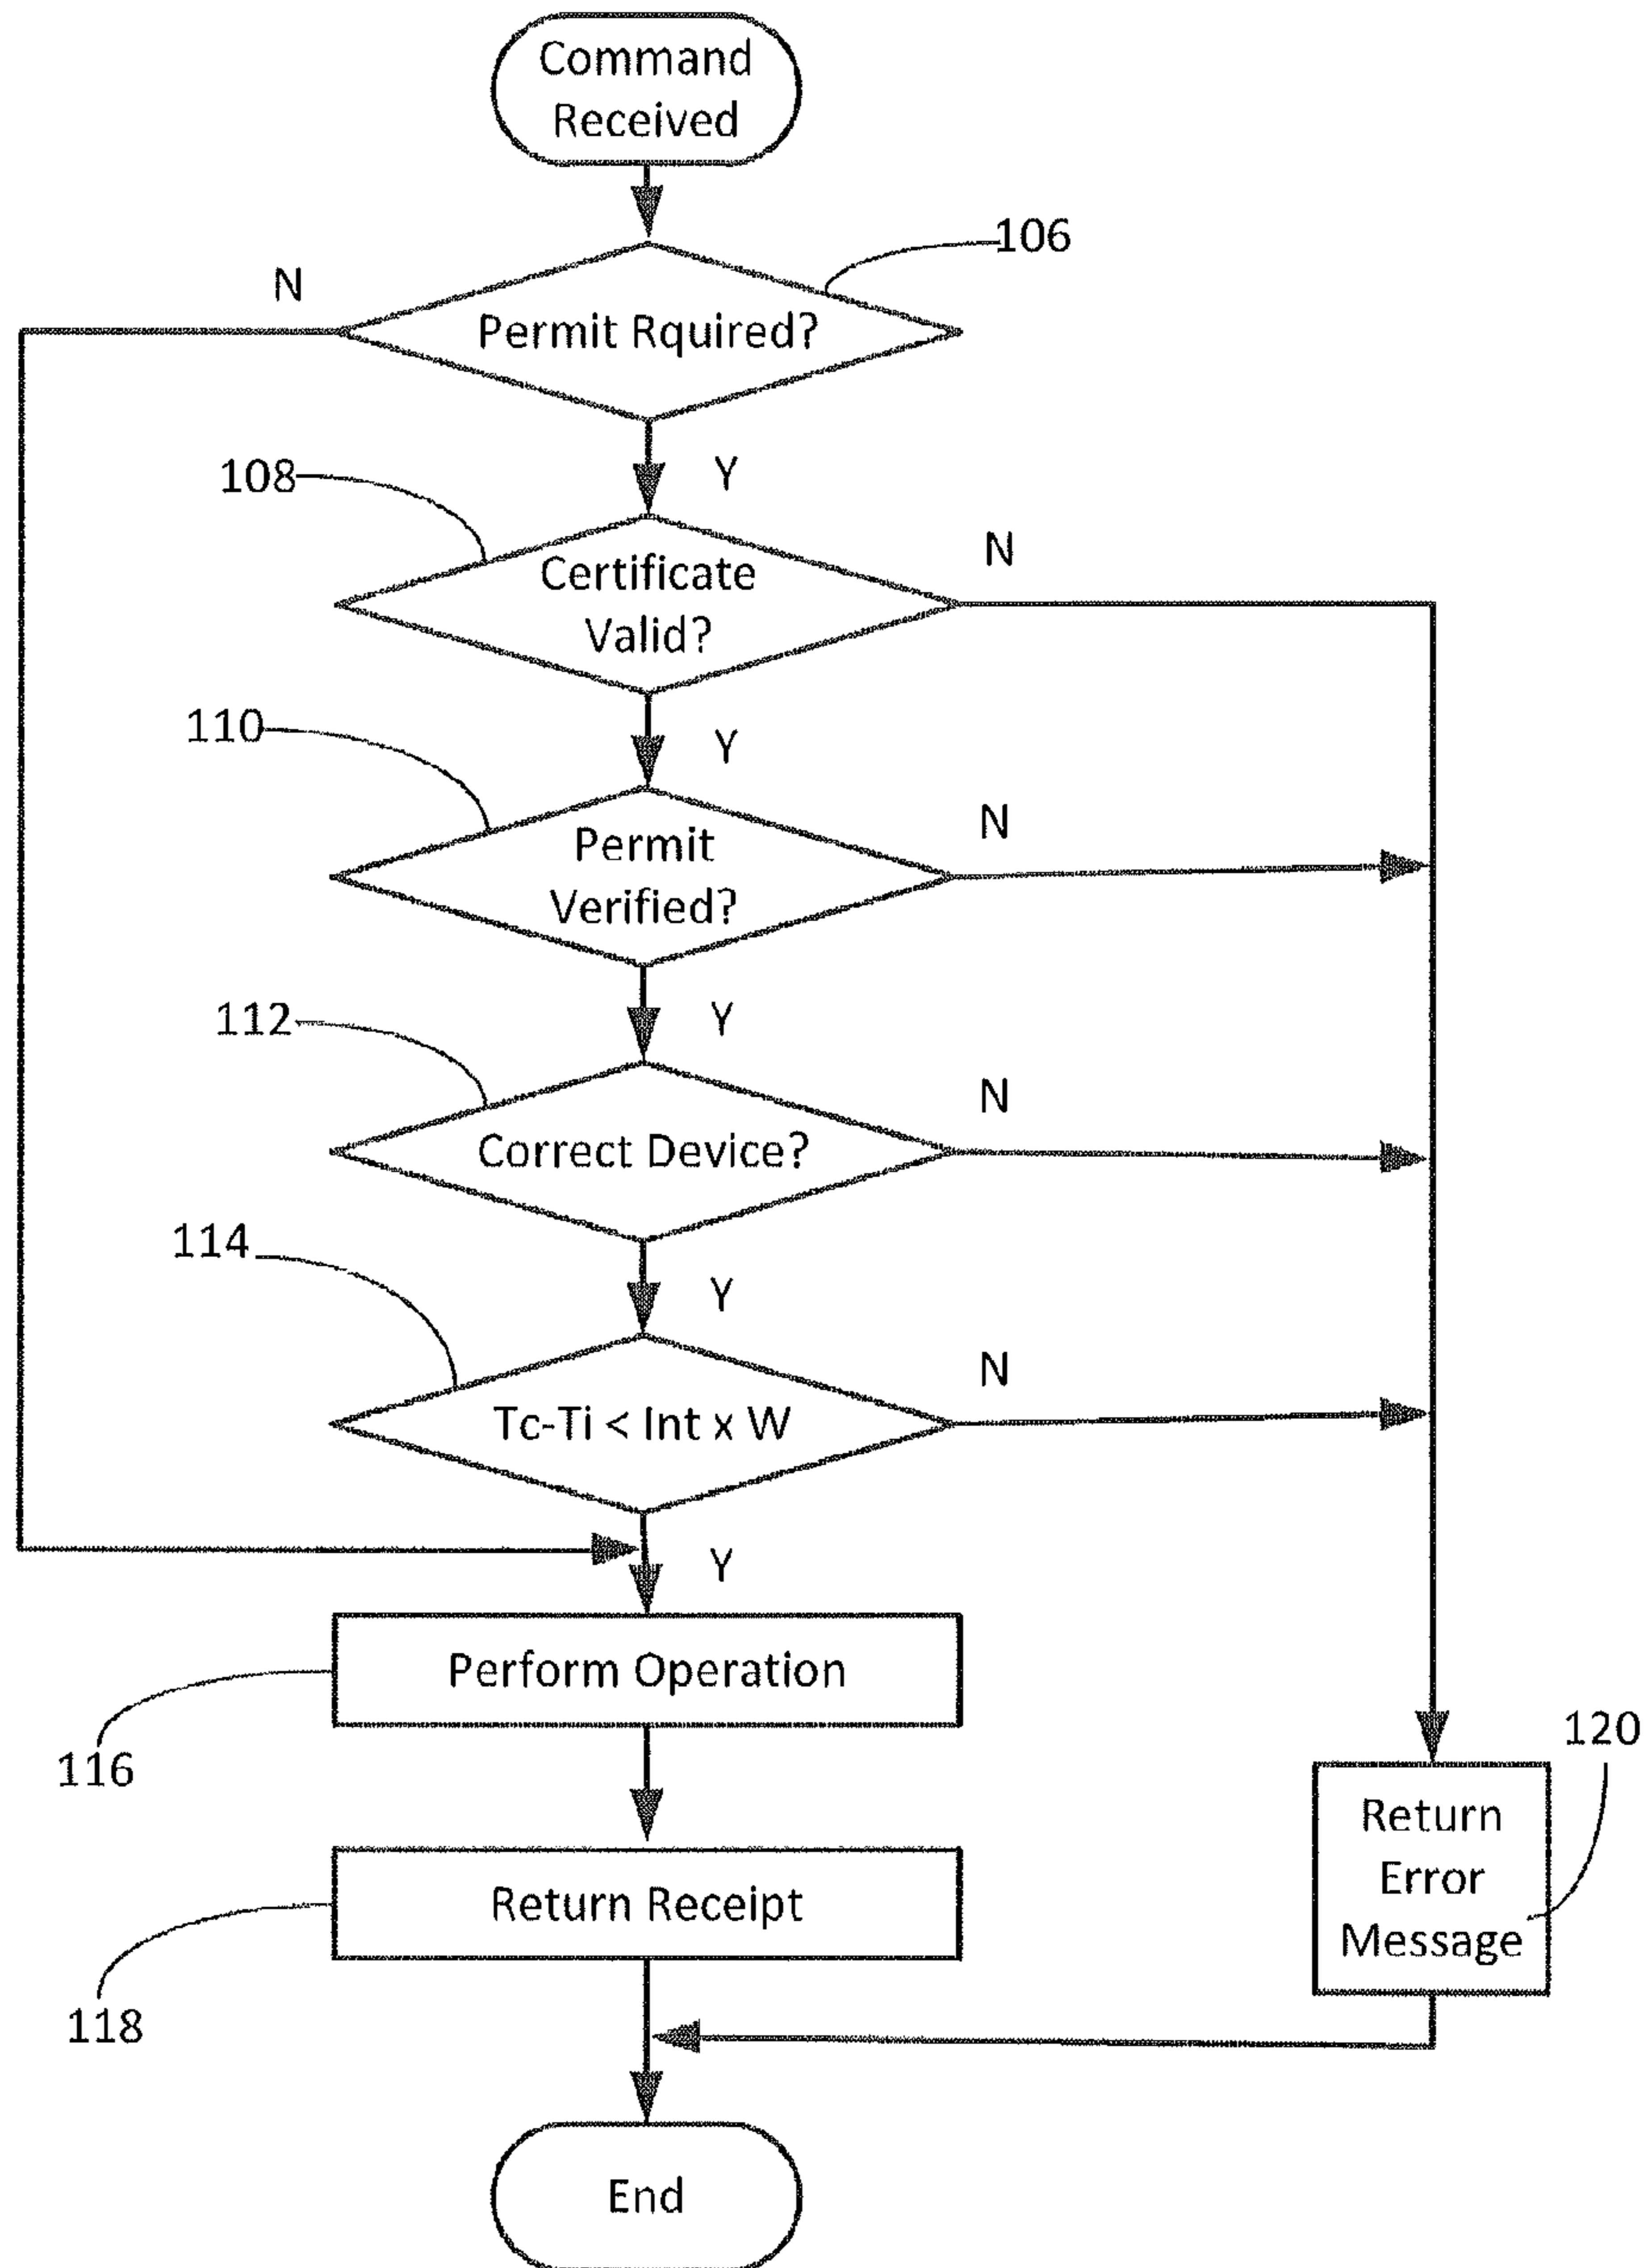 Command
Received
106
N
Permit Rquired?
Y
108
N
Certificate
Valid?
Y
110
N
Permit
Verified?
Y
112
N
Correct Device?
Y
114
N
Tc-Ti < Int x W
Y
Perform Operation
116
120
Return
Error
Message
Return Receipt
118
End